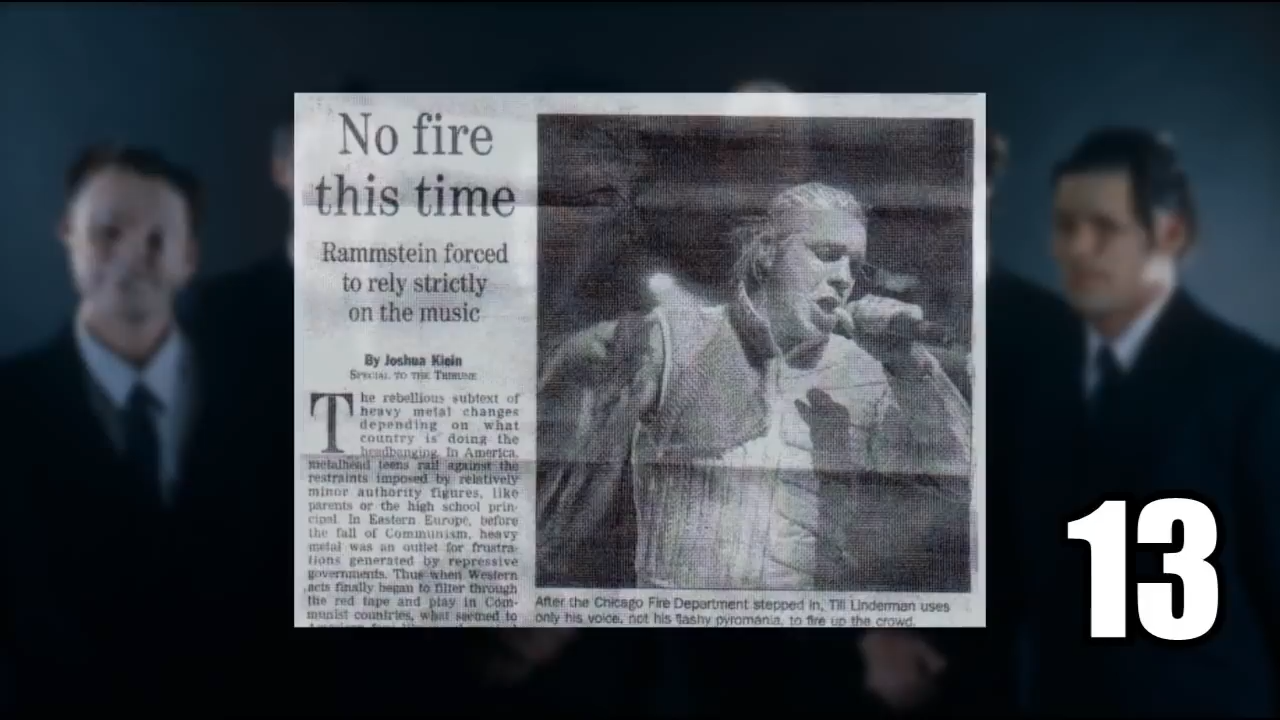 No fire
this time
Rammstein forced
to rely strictly
on the music
By Joshua Klein
SPECIAL TO THE TRIBUNE
The rebellious subtext of
heavy metal changes
depending on what
country is doing the
headbanging. In America,
metalhead teens rail against the
restraints imposed by relatively
minor authority figures, like
parents or the high school prin-
cipal. In Eastern Europe, before
the fall of Communism, heavy
metal was an outlet for frustra-
tions generated by repressive
governments. Thus when Western
acts finally began to filter through
the red tape and play in Com-
munist countries, what seemed to
After the Chicago Fire Department stepped in, Till Linderman uses
only his voice, not his flashy pyromania, to fire up the crowd.
13